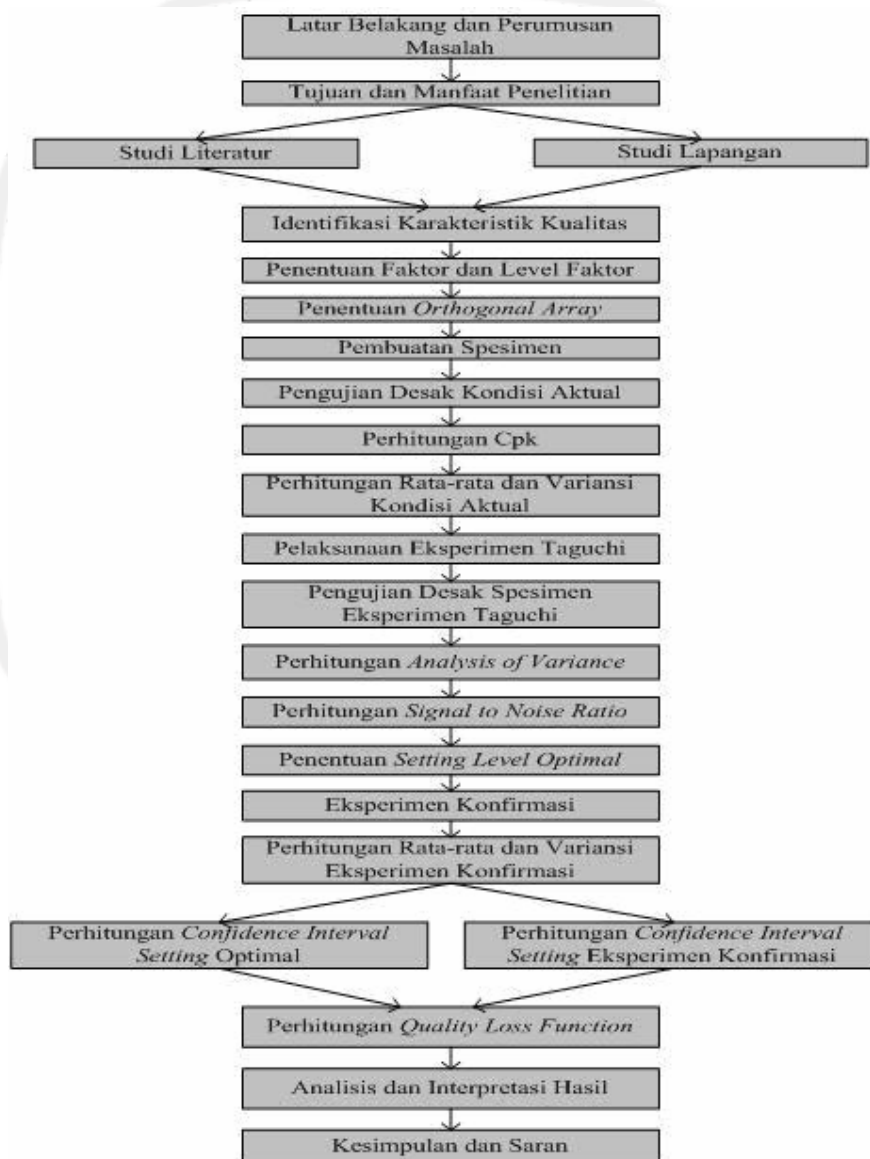 Latar Belakang dan Perumusan
Masalah
Tujuan dan Manfaat Penelitian
Studi Literatur
Studi Lapangan
Identifikasi Karakteristik Kualitas
Penentuan Faktor dan Level Faktor
Penentuan Orthogonal Array
Pembuatan Spesimen
Pengujian Desak Kondisi Aktual
Perhitungan Cpk
Perhitungan Rata-rata dan Variansi
Kondisi Aktual
Pelaksanaan Eksperimen Taguchi
Pengujian Desak Spesimen
Eksperimen Taguchi
Perhitungan Analysis of Variance
Perhitungan Signal to Noise Ratio
Penentuan Setting Level Optimal
Eksperimen Konfirmasi
Perhitungan Rata-rata dan Variansi
Eksperimen Konfirmasi
Perhitungan Confidence Interval
Setting Optimal
Perhitungan Confidence Interval
Setting Eksperimen Konfirmasi
Perhitungan Quality Loss Function
Analisis dan Interpretasi Hasil
Kesimpulan dan Saran